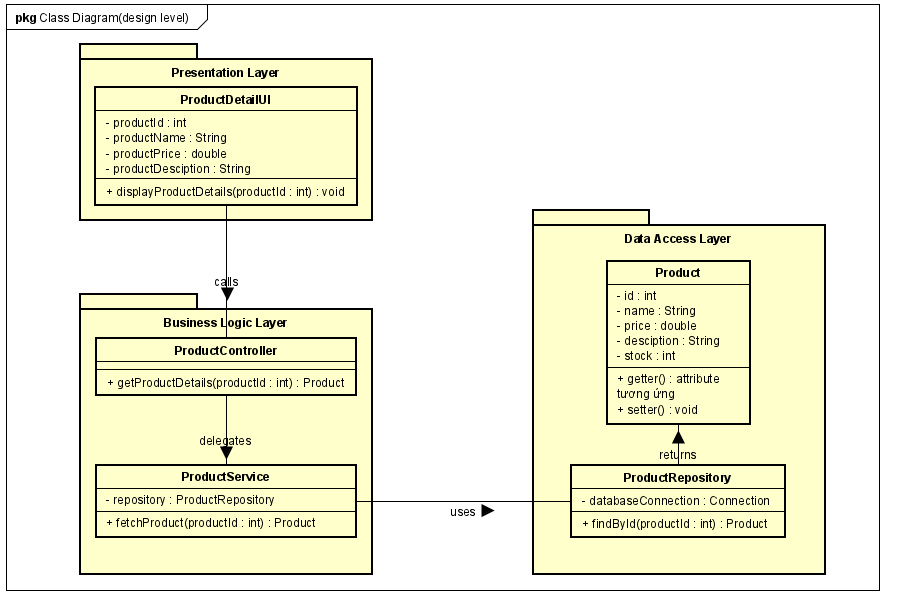 pkg Class Diagram(design level)
Presentation Layer
ProductDetailUI
- productId : int
- productName : String
- productPrice : double
- productDesciption : String
+ displayProductDetails(productId : int) : void
calls
Business Logic Layer
ProductController
+ getProductDetails(productId : int) : Product
delegates
ProductService
- repository : ProductRepository
+ fetchProduct(productId : int) : Product
uses
Data Access Layer
Product
- id : int
- name : String
- price : double
- desciption : String
- stock : int
+ getter() : attribute
tương ứng
+ setter() : void
returns
ProductRepository
- databaseConnection : Connection
+ findById(productId : int) : Product